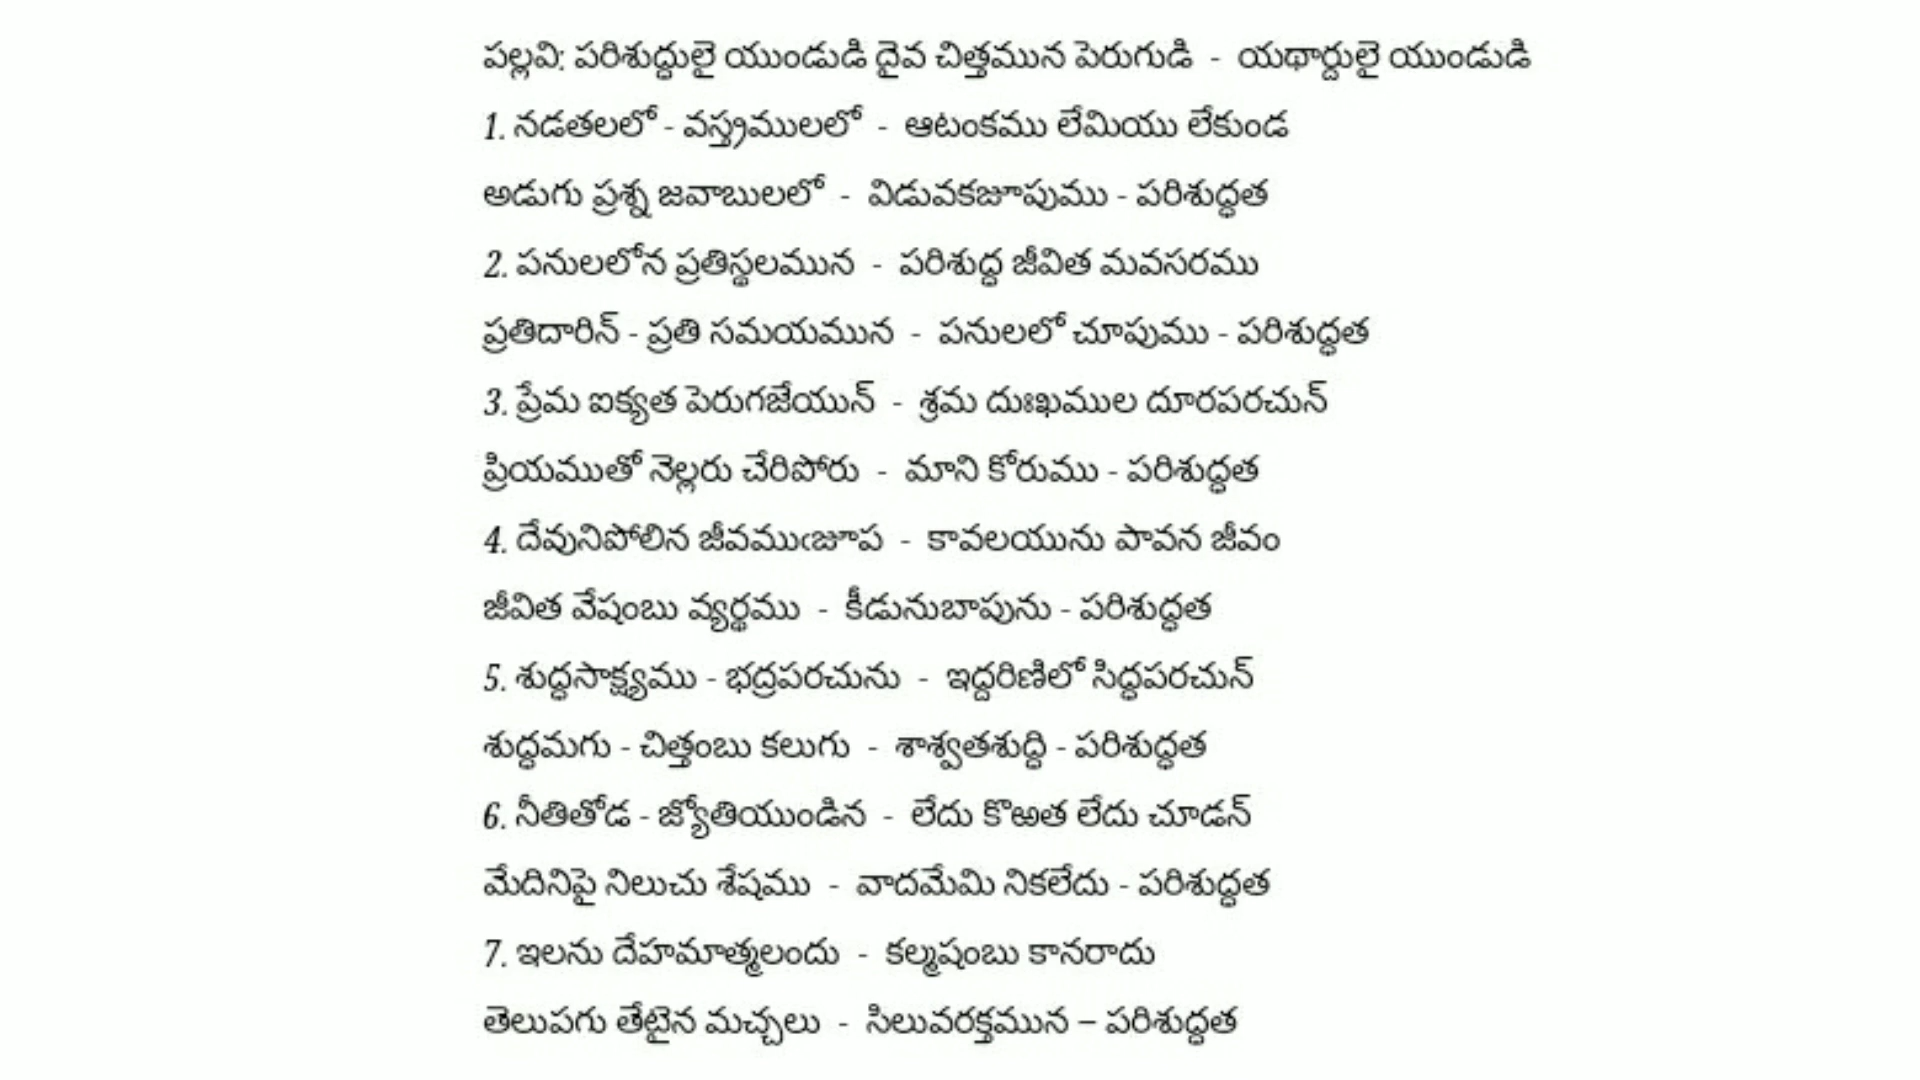 పల్లవి: పరిశుద్ధులై యుండుడి దైవ చిత్తమున పెరుగుడి - యథార్దులై యుండుడి
1. నడతలలో - వస్త్రములలో - ఆటంకము లేమియు లేకుండ
అడుగు ప్రశ్న జవాబులలో - విడువకజూపుము - పరిశుద్ధత
2. పనులలోన ప్రతిస్థలమున - పరిశుద్ధ జీవిత మవసరము
ప్రతిదారిన్ - ప్రతి సమయమున - పనులలో చూపుము - పరిశుద్ధత
3. ప్రేమ ఐక్యత పెరుగజేయున్ - శ్రమ దుఃఖముల దూరపరచున్
ప్రియముతో నెల్లరు చేరిపోరు - మాని కోరుము - పరిశుద్ధత
4. దేవునిపోలిన జీవముఁజూప - కావలయును పావన జీవం
జీవిత వేషంబు వ్యర్థము - కీడునుబాపును - పరిశుద్ధత
5. శుద్ధసాక్ష్యము - భద్రపరచును - ఇద్దరిణిలో సిద్ధపరచున్
శుద్ధమగు - చిత్తంబు కలుగు - శాశ్వతశుద్ధి - పరిశుద్ధత
6. నీతితోడ - జ్యోతియుండిన - లేదు కొఱత లేదు చూడన్
మేదినిపై నిలుచు శేషము - వాదమేమి నికలేదు - పరిశుద్ధత
7. ఇలను దేహమాత్మలందు - కల్మషంబు కానరాదు
తెలుపగు తేటైన మచ్చలు - సిలువరక్తమున – పరిశుద్ధత